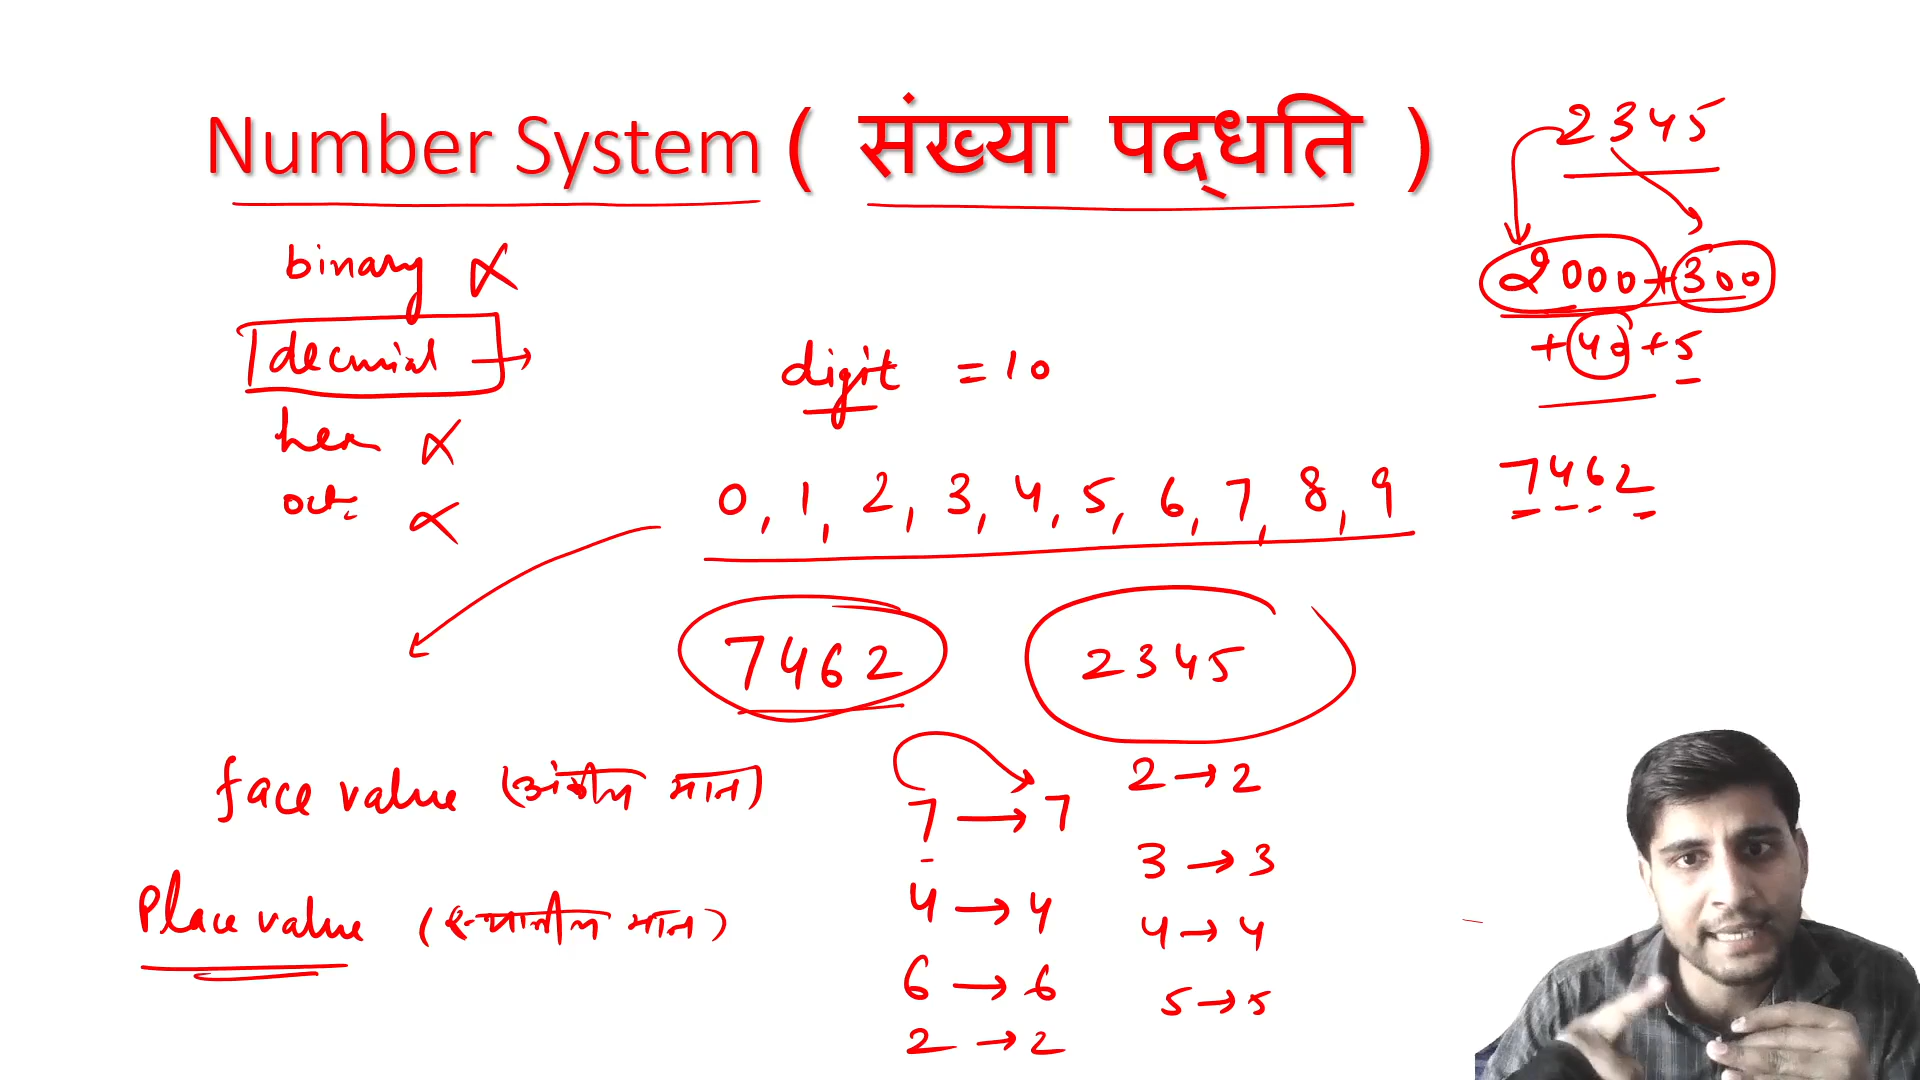 Number System ( संख्या पद्धति )
binary
decimal →
hex
oct
digit = 10
0, 1, 2, 3, 4, 5, 6, 7, 8, 9
7462 2345
face value (अंकीय मान)
Place value (स्थानीय मान)
7 → 7
4 → 4
6 → 6
2 → 2
2 → 2
3 → 3
4 → 4
5 → 5
2345
2000+300
+40+5
7462